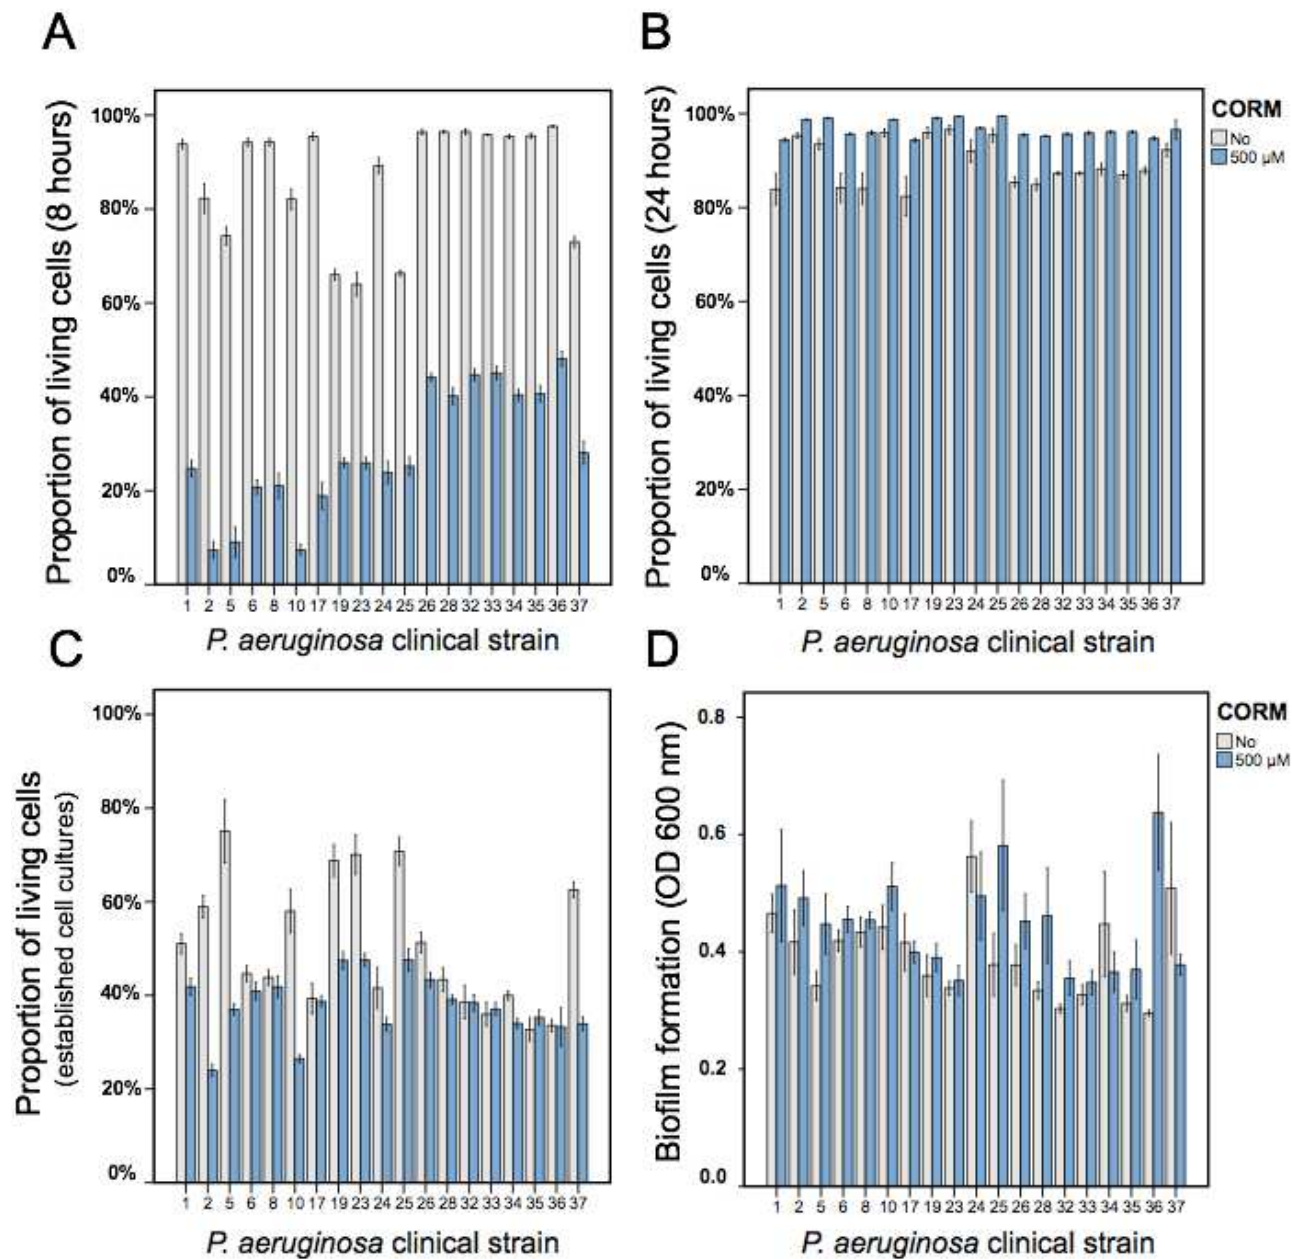 A
B
Proportion of living cells (8 hours)
100%
80%
60%
40%
20%
0%
1 2 5 6 8 10 17 19 23 24 25 26 28 32 33 34 35 36 37
P. aeruginosa clinical strain
Proportion of living cells (24 hours)
100%
80%
60%
40%
20%
0%
1 2 5 6 8 10 17 19 23 24 25 26 28 32 33 34 35 36 37
P. aeruginosa clinical strain
CORM
No
500 µM
C
D
Proportion of living cells
(established cell cultures)
100%
80%
60%
40%
20%
0%
1 2 5 6 8 10 17 19 23 24 25 26 28 32 33 34 35 36 37
P. aeruginosa clinical strain
Biofilm formation (OD 600 nm)
0.8
0.6
0.4
0.2
0.0
1 2 5 6 8 10 17 19 23 24 25 26 28 32 33 34 35 36 37
P. aeruginosa clinical strain
CORM
No
500 µM